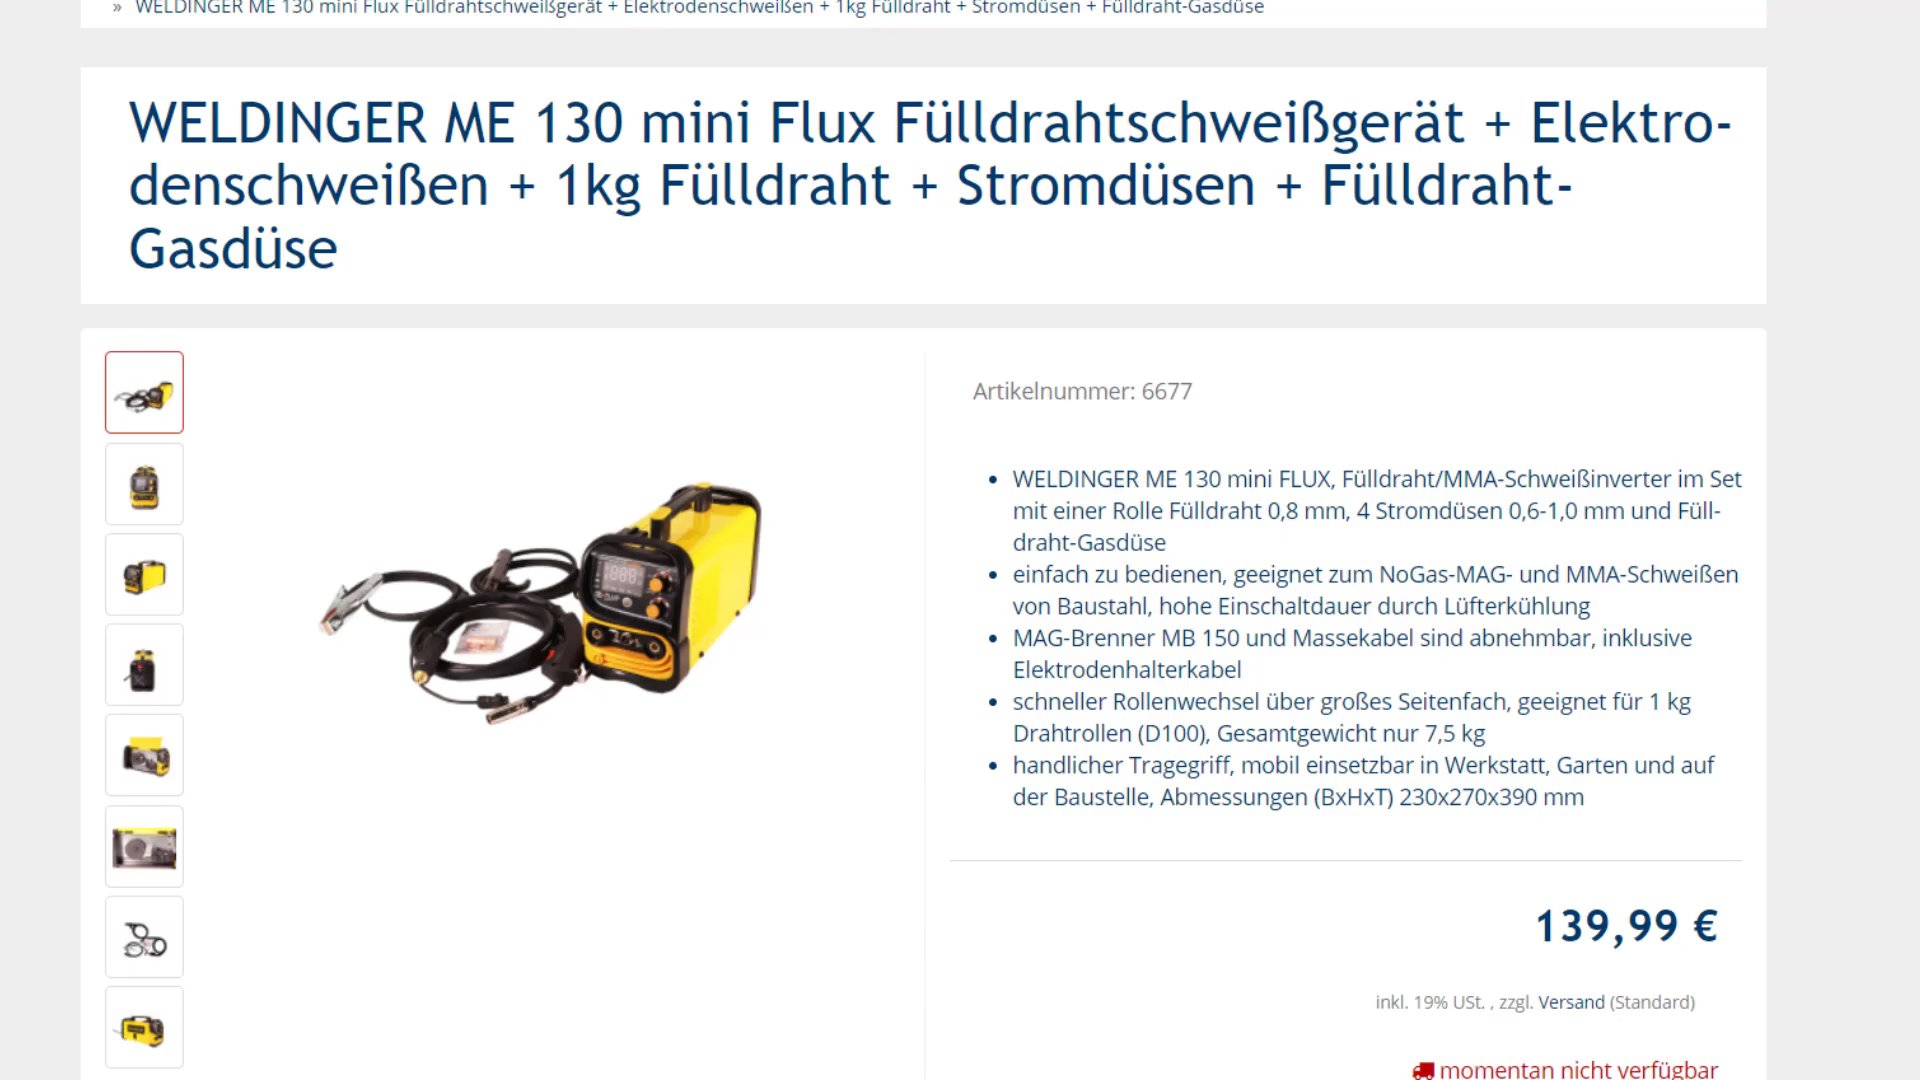 » WELDINGER ME 130 mini Flux Fülldrahtschweißgerät + Elektrodenschweißen + 1kg Fülldraht + Stromdüsen + Fülldraht-Gasdüse
WELDINGER ME 130 mini Flux Fülldrahtschweißgerät + Elektro-
denschweißen + 1kg Fülldraht + Stromdüsen + Fülldraht-
Gasdüse
Artikelnummer: 6677
• WELDINGER ME 130 mini FLUX, Fülldraht/MMA-Schweißinverter im Set
mit einer Rolle Fülldraht 0,8 mm, 4 Stromdüsen 0,6-1,0 mm und Füll-
draht-Gasdüse
• einfach zu bedienen, geeignet zum NoGas-MAG- und MMA-Schweißen
von Baustahl, hohe Einschaltdauer durch Lüfterkühlung
• MAG-Brenner MB 150 und Massekabel sind abnehmbar, inklusive
Elektrodenhalterkabel
• schneller Rollenwechsel über großes Seitenfach, geeignet für 1 kg
Drahtrollen (D100), Gesamtgewicht nur 7,5 kg
• handlicher Tragegriff, mobil einsetzbar in Werkstatt, Garten und auf
der Baustelle, Abmessungen (BxHxT) 230x270x390 mm
139,99 €
inkl. 19% USt. , zzgl. Versand (Standard)
momentan nicht verfügbar